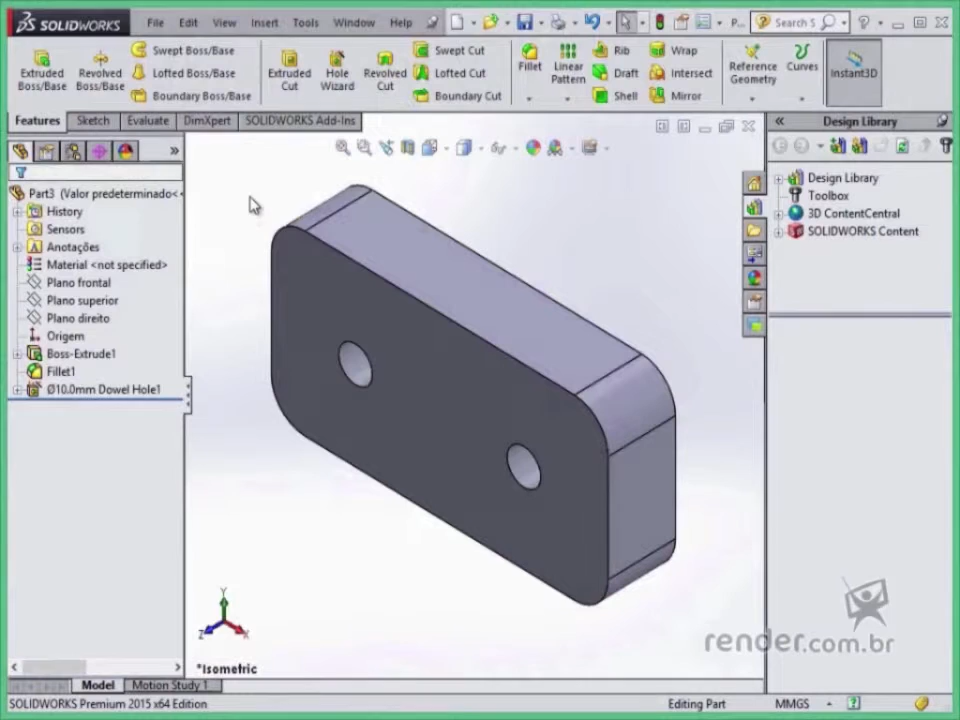 SOLIDWORKS File Edit View Insert Tools Window Help P... Search S
Extruded Boss/Base
Revolved Boss/Base
Swept Boss/Base
Lofted Boss/Base
Boundary Boss/Base
Extruded Cut
Hole Wizard
Revolved Cut
Swept Cut
Lofted Cut
Boundary Cut
Fillet
Linear Pattern
Rib
Draft
Shell
Wrap
Intersect
Mirror
Reference Geometry
Curves
Instant3D
Features Sketch Evaluate DimXpert SOLIDWORKS Add-Ins
Part3 (Valor predeterminado<
History
Sensors
Anotações
Material <not specified>
Plano frontal
Plano superior
Plano direito
Origem
Boss-Extrude1
Fillet1
Ø10.0mm Dowel Hole1
Y
Z X
*Isometric
Design Library
Design Library
Toolbox
3D ContentCentral
SOLIDWORKS Content
render.com.br
Model Motion Study 1
SOLIDWORKS Premium 2015 x64 Edition Editing Part MMGS